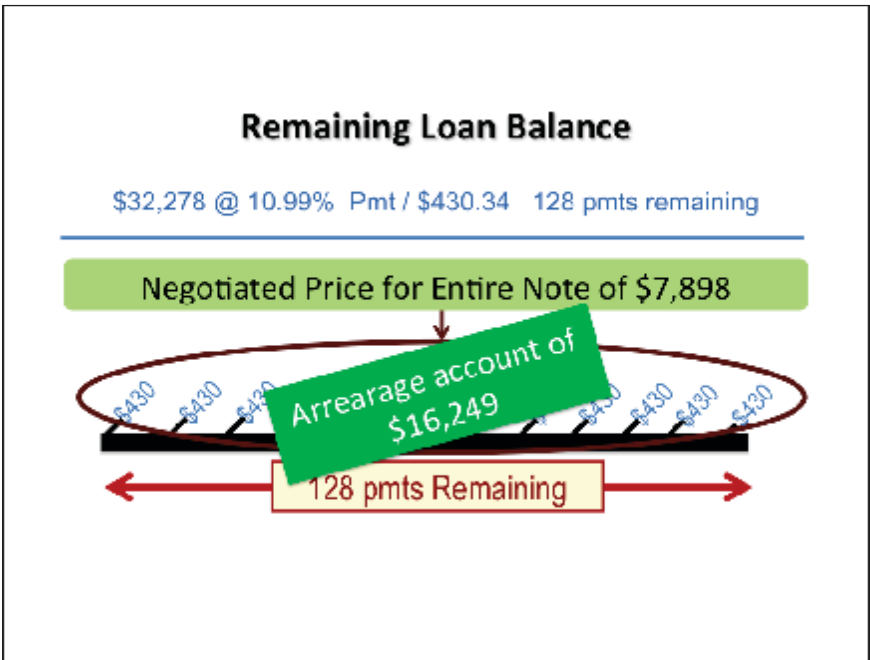 Remaining Loan Balance
$32,278 @ 10.99% Pmt / $430.34 128 pmts remaining
Negotiated Price for Entire Note of $7,898
Arrearage account of
$16,249
$430 $430 $430 $430 $430 $430 $430
128 pmts Remaining